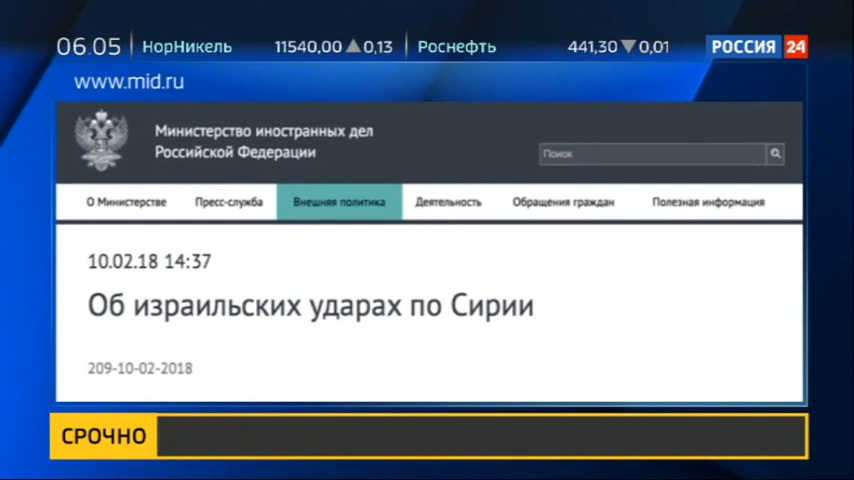 06.05 НорНикель 11540,00 ▲ 0,13 Роснефть 441,30 ▼ 0,01 РОССИЯ 24
www.mid.ru
Министерство иностранных дел
Российской Федерации
Поиск
О Министерстве Пресс-служба Внешняя политика Деятельность Обращения граждан Полезная информация
10.02.18 14:37
Об израильских ударах по Сирии
209-10-02-2018
СРОЧНО